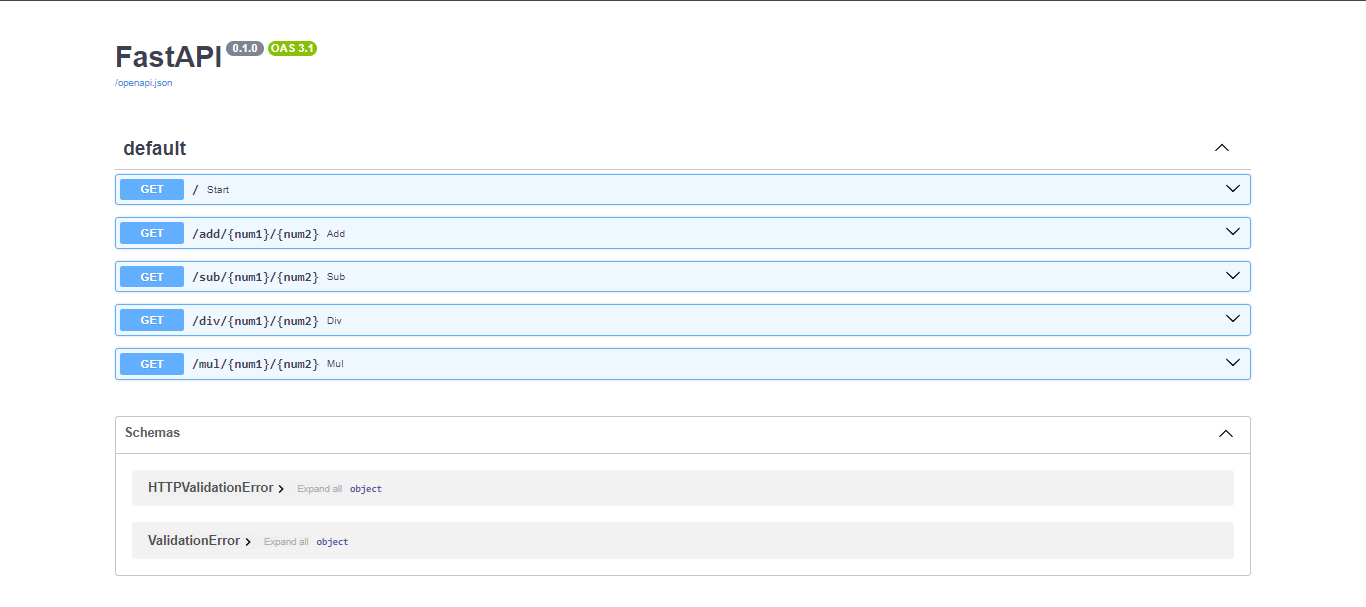 FastAPI 0.1.0 OAS 3.1
/openapi.json
default
GET / Start
GET /add/{num1}/{num2} Add
GET /sub/{num1}/{num2} Sub
GET /div/{num1}/{num2} Div
GET /mul/{num1}/{num2} Mul
Schemas
HTTPValidationError Expand all object
ValidationError Expand all object